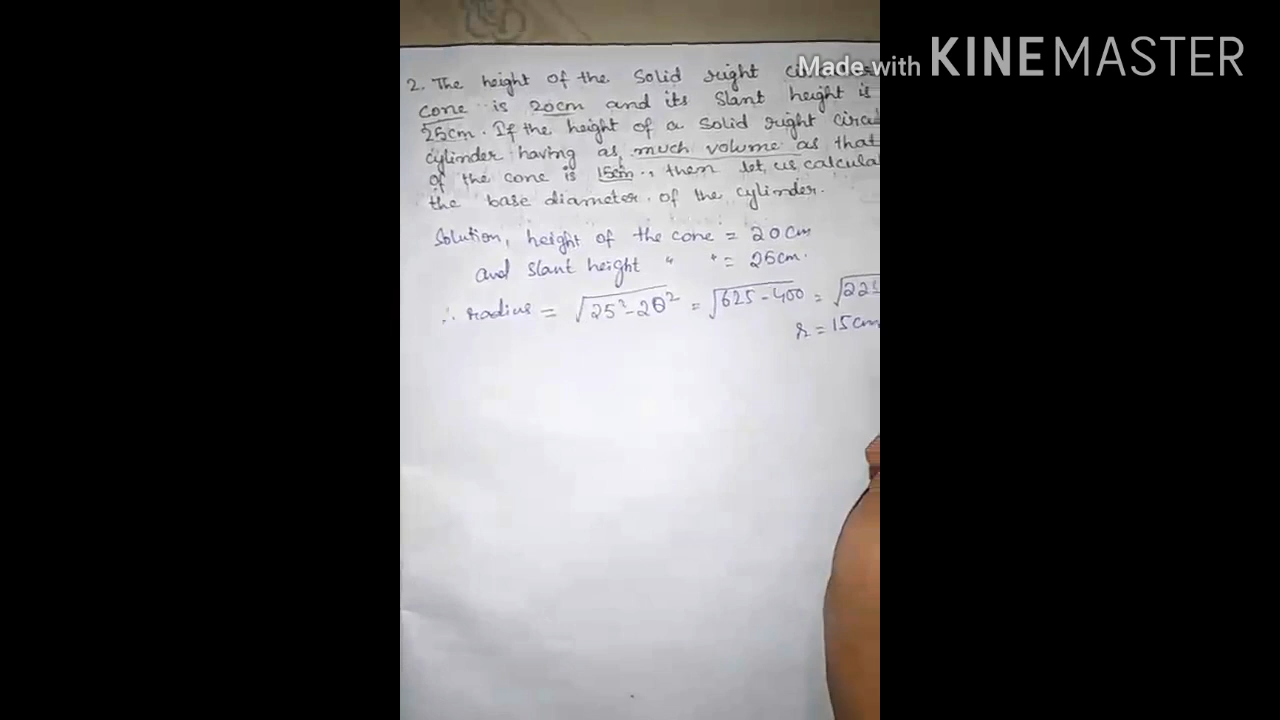 Made with KINEMASTER
2. The height of the solid right
cone is 20cm and its slant height is
25cm. If the height of a solid right circul
cylinder having as much volume as that
of the cone is 15cm, then let us calcula
the base diameter of the cylinder.
Solution, height of the cone = 20cm
and slant height " " = 25cm.
∴ radius = √25²-20² = √625-400 = √225
r = 15cm